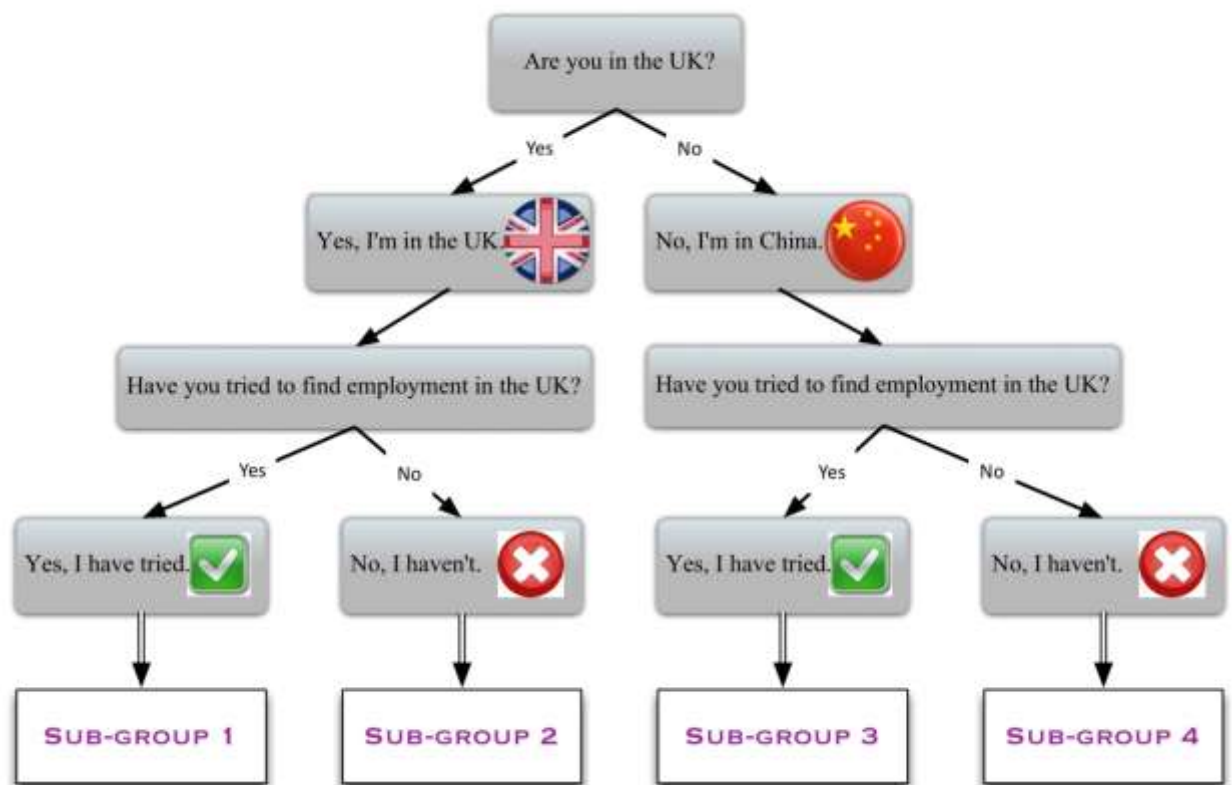 Are you in the UK?
Yes
No
Yes, I'm in the UK.
No, I'm in China.
Have you tried to find employment in the UK?
Have you tried to find employment in the UK?
Yes
No
Yes
No
Yes, I have tried.
No, I haven't.
Yes, I have tried.
No, I haven't.
SUB-GROUP 1
SUB-GROUP 2
SUB-GROUP 3
SUB-GROUP 4